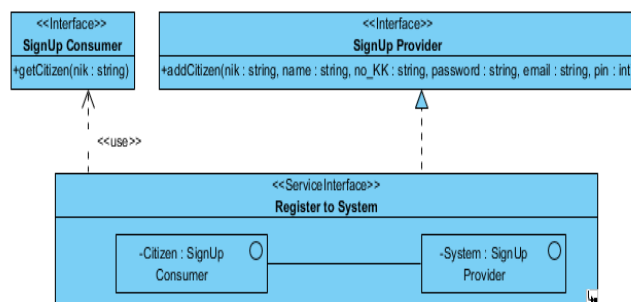 <<Interface>>
SignUp Consumer
+getCitizen(nik : string)
<<Interface>>
SignUp Provider
+addCitizen(nik : string, name : string, no_KK : string, password : string, email : string, pin : int
<<use>>
<<ServiceInterface>>
Register to System
-Citizen : SignUp
Consumer
-System : SignUp
Provider